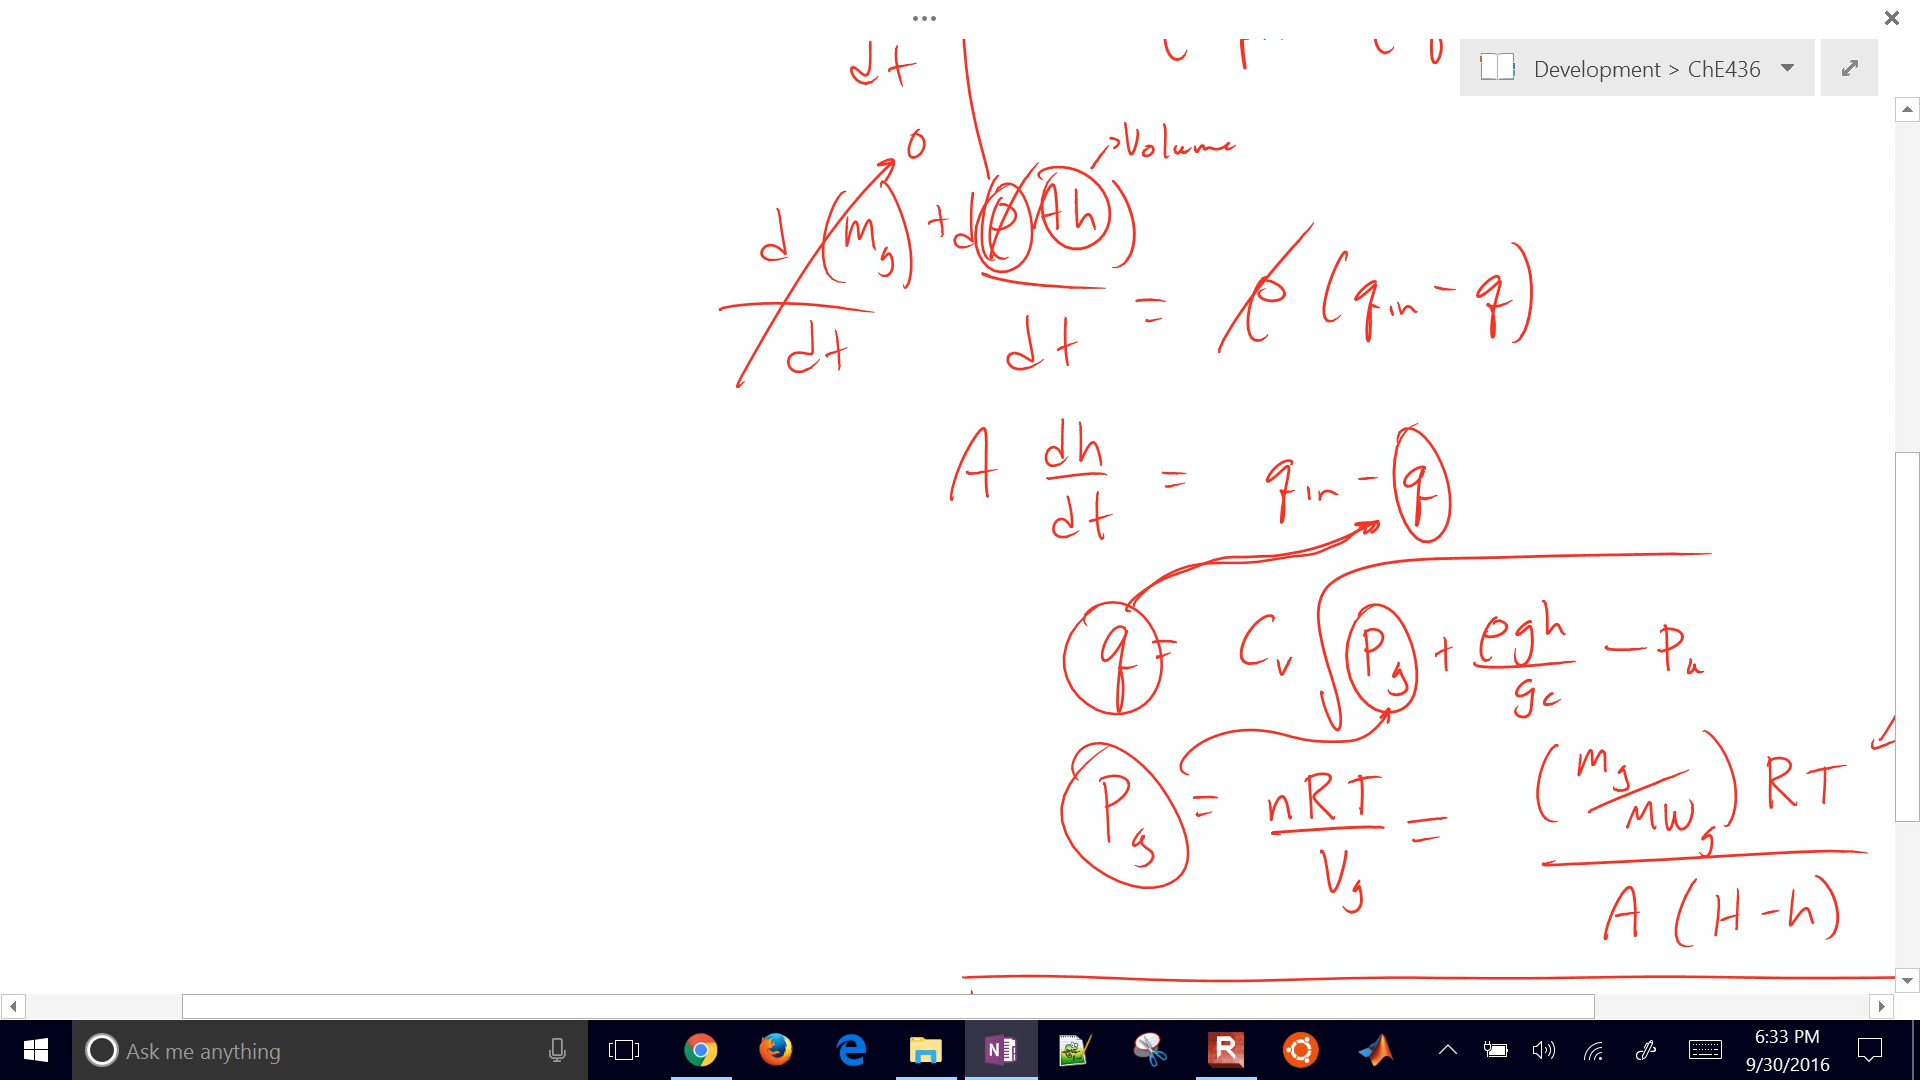 Development > ChE436
dt
0
Volume
d (m_g) + d(ρ Ah) = ρ (q_in - q)
dt dt
A dh/dt = q_in - q
q = C_v √(P_g + ρgh/g_c - P_a)
P_g = nRT/V_g = (m_g/MW_g) RT / A (H-h)
Ask me anything
6:33 PM
9/30/2016